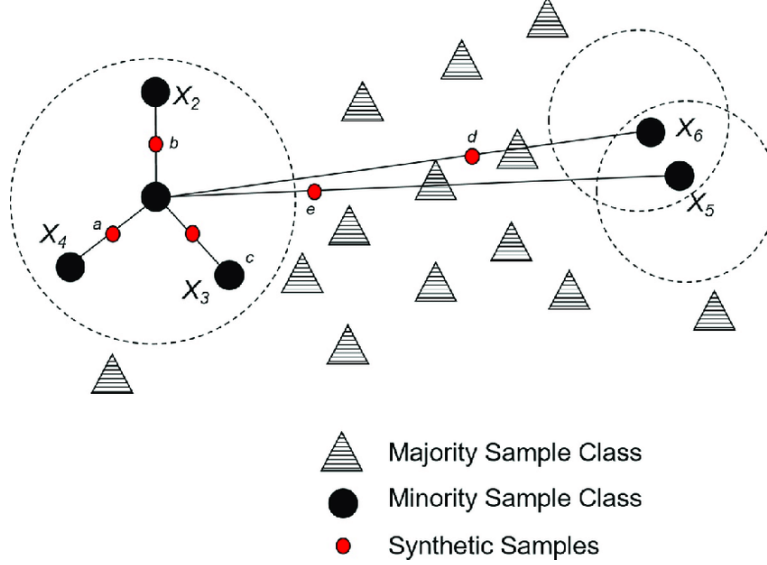 X2
b
d
X6
X5
e
a
X4
c
X3
Majority Sample Class
Minority Sample Class
Synthetic Samples